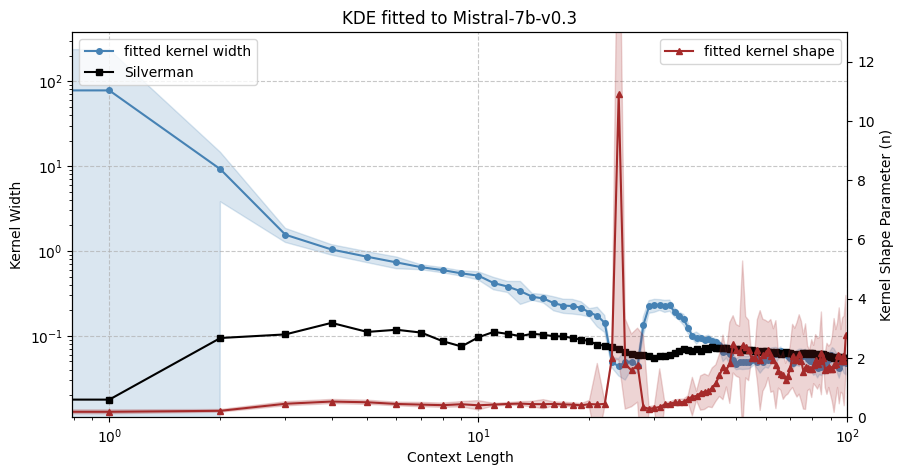 KDE fitted to Mistral-7b-v0.3
fitted kernel width
Silverman
fitted kernel shape
Kernel Width
10²
10¹
10⁰
10⁻¹
Kernel Shape Parameter (n)
12
10
8
6
4
2
0
10⁰
10¹
10²
Context Length